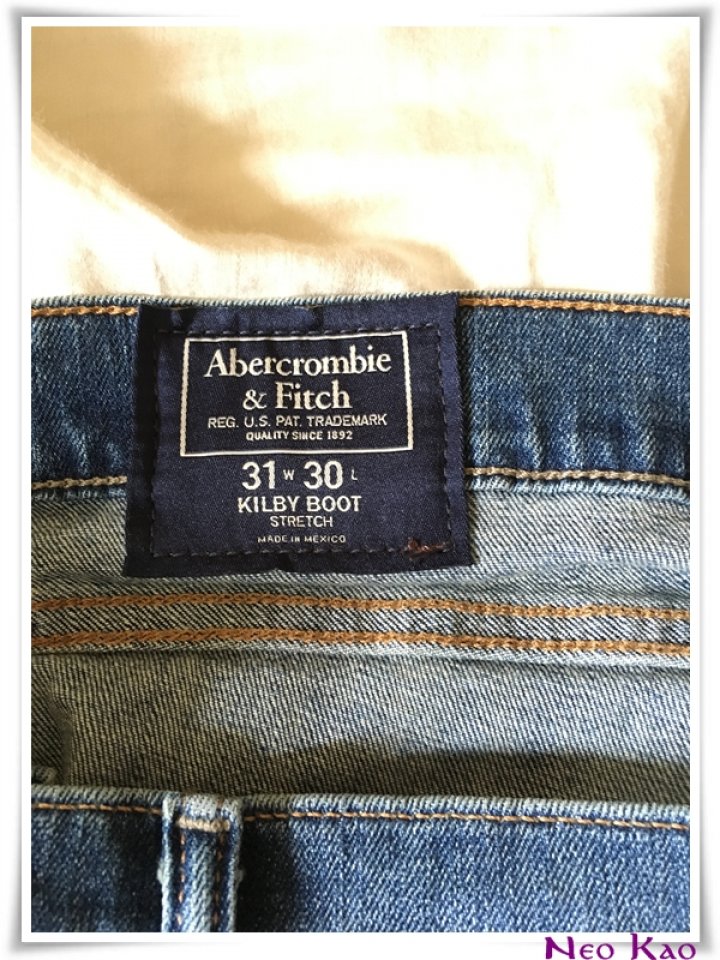 Abercrombie
& Fitch
REG. U.S. PAT. TRADEMARK
QUALITY SINCE 1892
31 W 30 L
KILBY BOOT
STRETCH
MADE IN MEXICO
Neo Kao